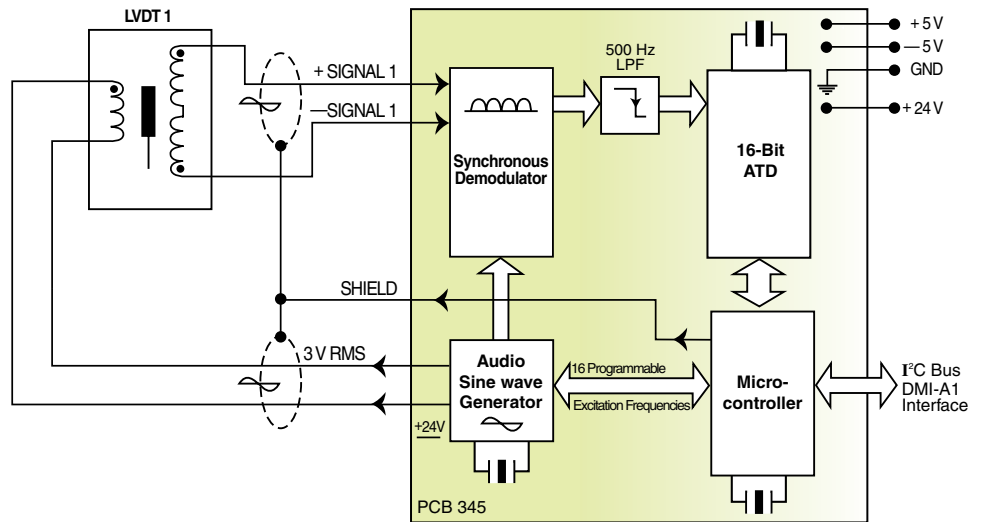 LVDT 1
+ SIGNAL 1
—SIGNAL 1
Synchronous
Demodulator
500 Hz
LPF
16-Bit
ATD
+ 5 V
— 5 V
GND
+ 24 V
SHIELD
3 V RMS
Audio
Sine wave
Generator
+24V
16 Programmable
Excitation Frequencies
Micro-
controller
I²C Bus
DMI-A1
Interface
PCB 345